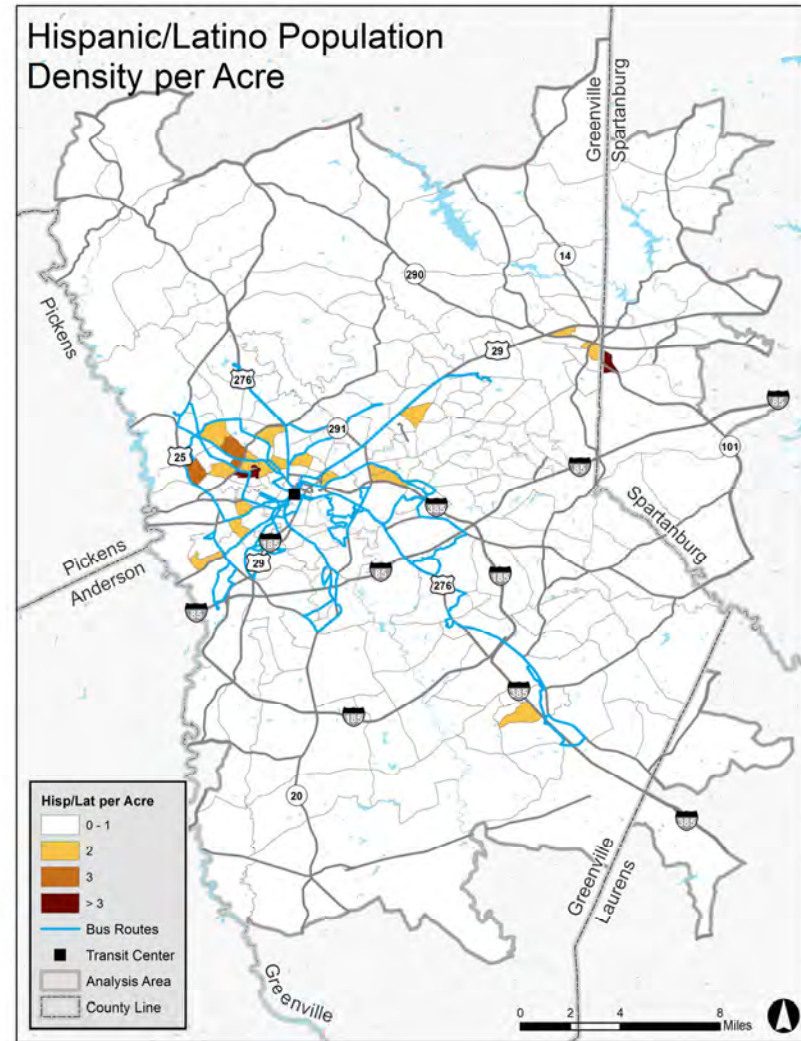 Hispanic/Latino Population
Density per Acre
Greenville
Spartanburg
14
290
Pickens
29
276
85
291
25
101
85
385
Spartanburg
185
Pickens
29
85
276
185
Anderson
85
385
185
Hisp/Lat per Acre
0 - 1
2
3
> 3
Bus Routes
Transit Center
Analysis Area
County Line
20
385
Greenville
Laurens
Greenville
0 2 4 8
Miles